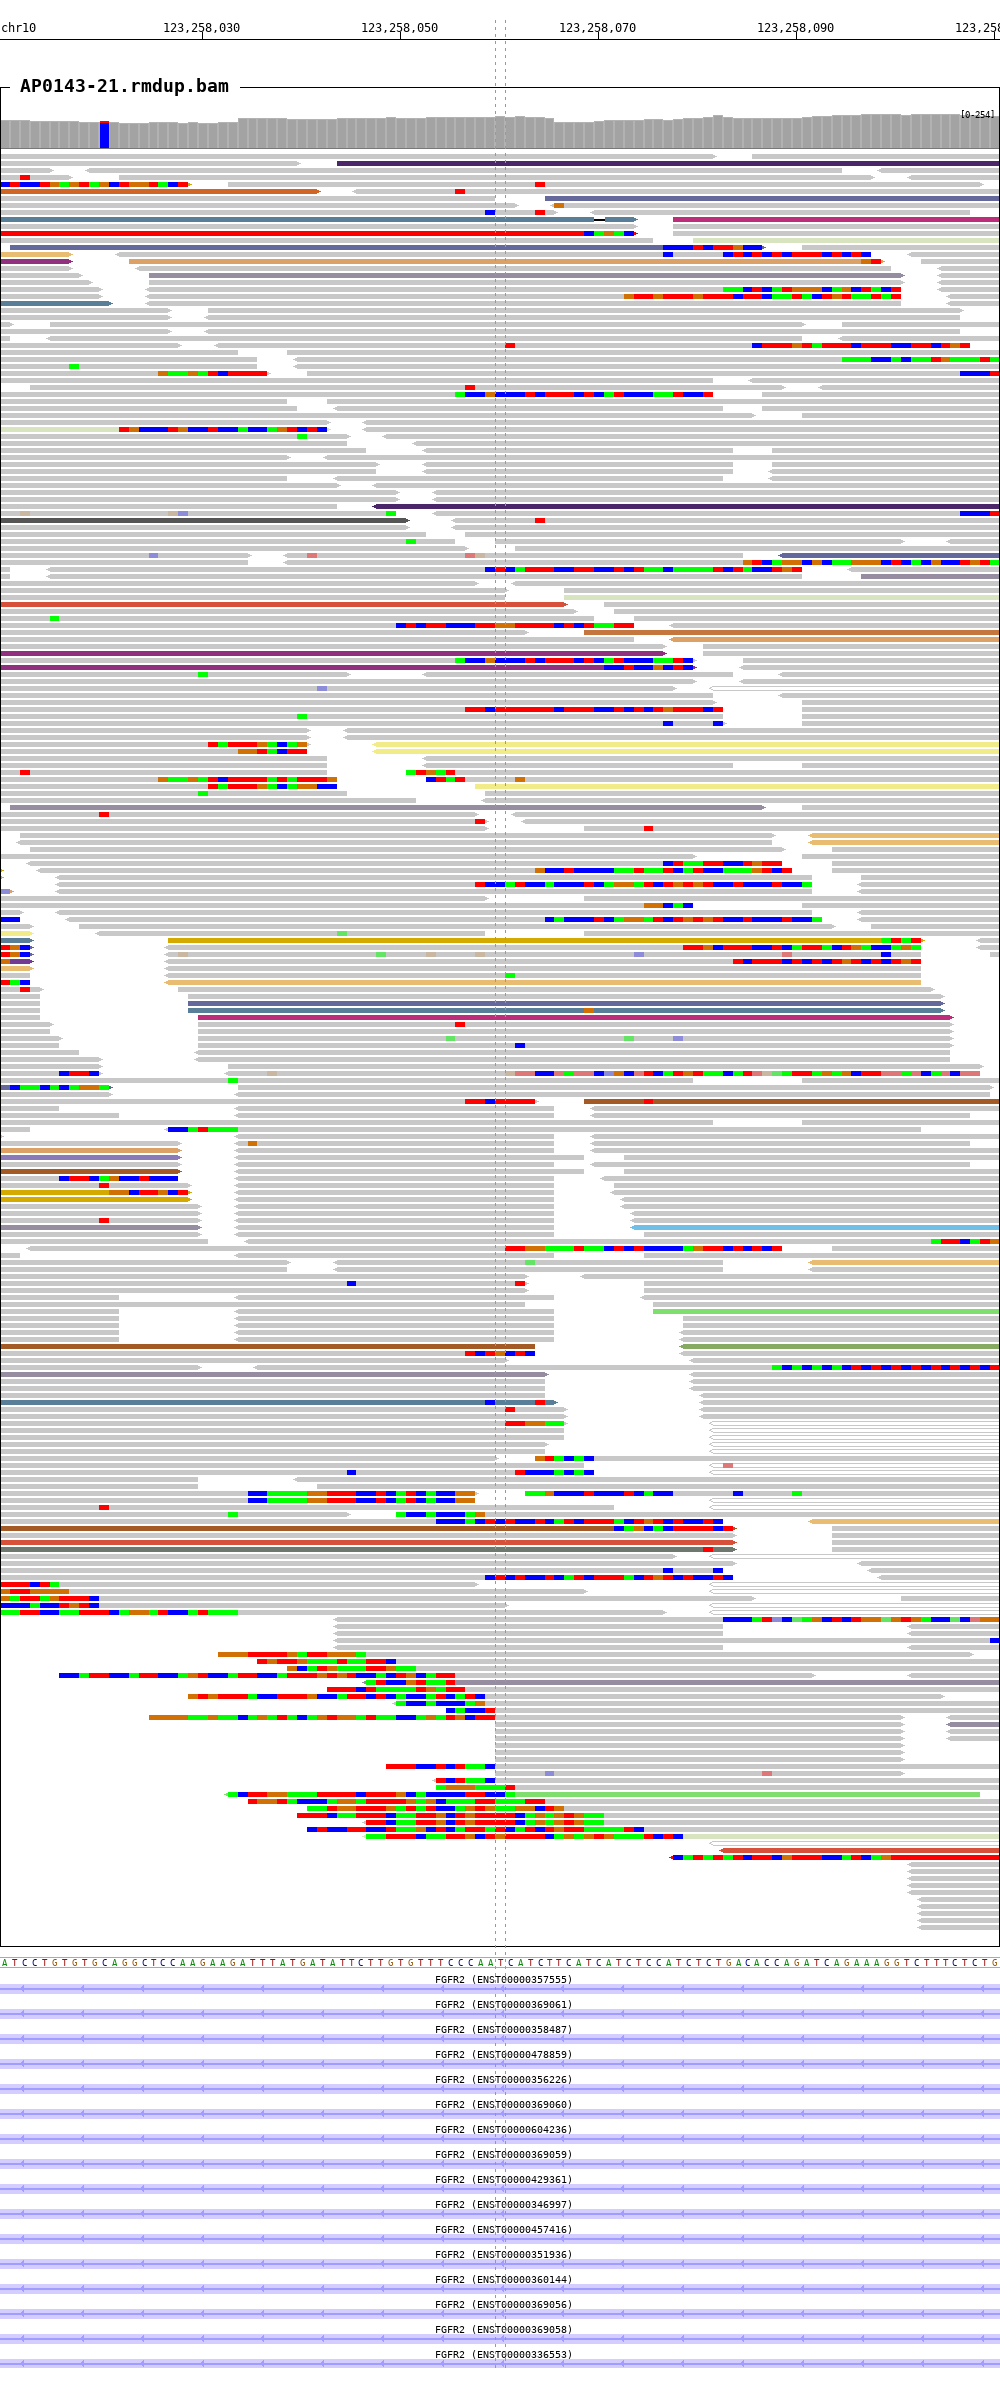 chr10 123,258,030 123,258,050 123,258,070 123,258,090 123,258
AP0143-21.rmdup.bam
[0-254]
ATCCTGTGTGCAGGCTCCAAGAAGATTTATGATATTCTTGTGTTTCCCAATCATCTTCATCATCTCCATCTCTGACACCAGATCAGAAAGGTCTTTCTCTG
FGFR2 (ENST00000357555)
FGFR2 (ENST00000369061)
FGFR2 (ENST00000358487)
FGFR2 (ENST00000478859)
FGFR2 (ENST00000356226)
FGFR2 (ENST00000369060)
FGFR2 (ENST00000604236)
FGFR2 (ENST00000369059)
FGFR2 (ENST00000429361)
FGFR2 (ENST00000346997)
FGFR2 (ENST00000457416)
FGFR2 (ENST00000351936)
FGFR2 (ENST00000360144)
FGFR2 (ENST00000369056)
FGFR2 (ENST00000369058)
FGFR2 (ENST00000336553)